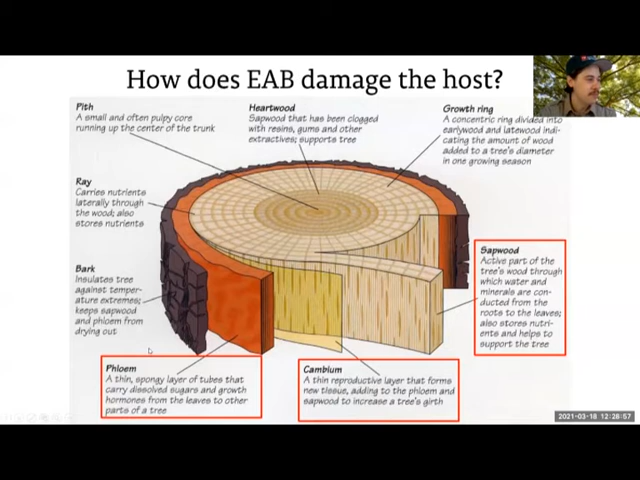 How does EAB damage the host?
Pith
A small and often pulpy core
running up the center of the trunk
Heartwood
Sapwood that has been clogged
with resins, gums and other
extractives; supports tree
Growth ring
A concentric ring divided into
earlywood and latewood indi-
cating the amount of wood
added to a tree's diameter
in one growing season
Ray
Carries nutrients
laterally through
the wood; also
stores nutrients
Bark
Insulates tree
against temper-
ature extremes;
keeps sapwood
and phloem from
drying out
Sapwood
Active part of the
tree's wood through
which water and
minerals are con-
ducted from the
roots to the leaves;
also stores nutri-
ents and helps to
support the tree
Phloem
A thin, spongy layer of tubes that
carry dissolved sugars and growth
hormones from the leaves to other
parts of a tree
Cambium
A thin reproductive layer that forms
new tissue, adding to the phloem and
sapwood to increase a tree's girth
2021-03-18 12:28:57